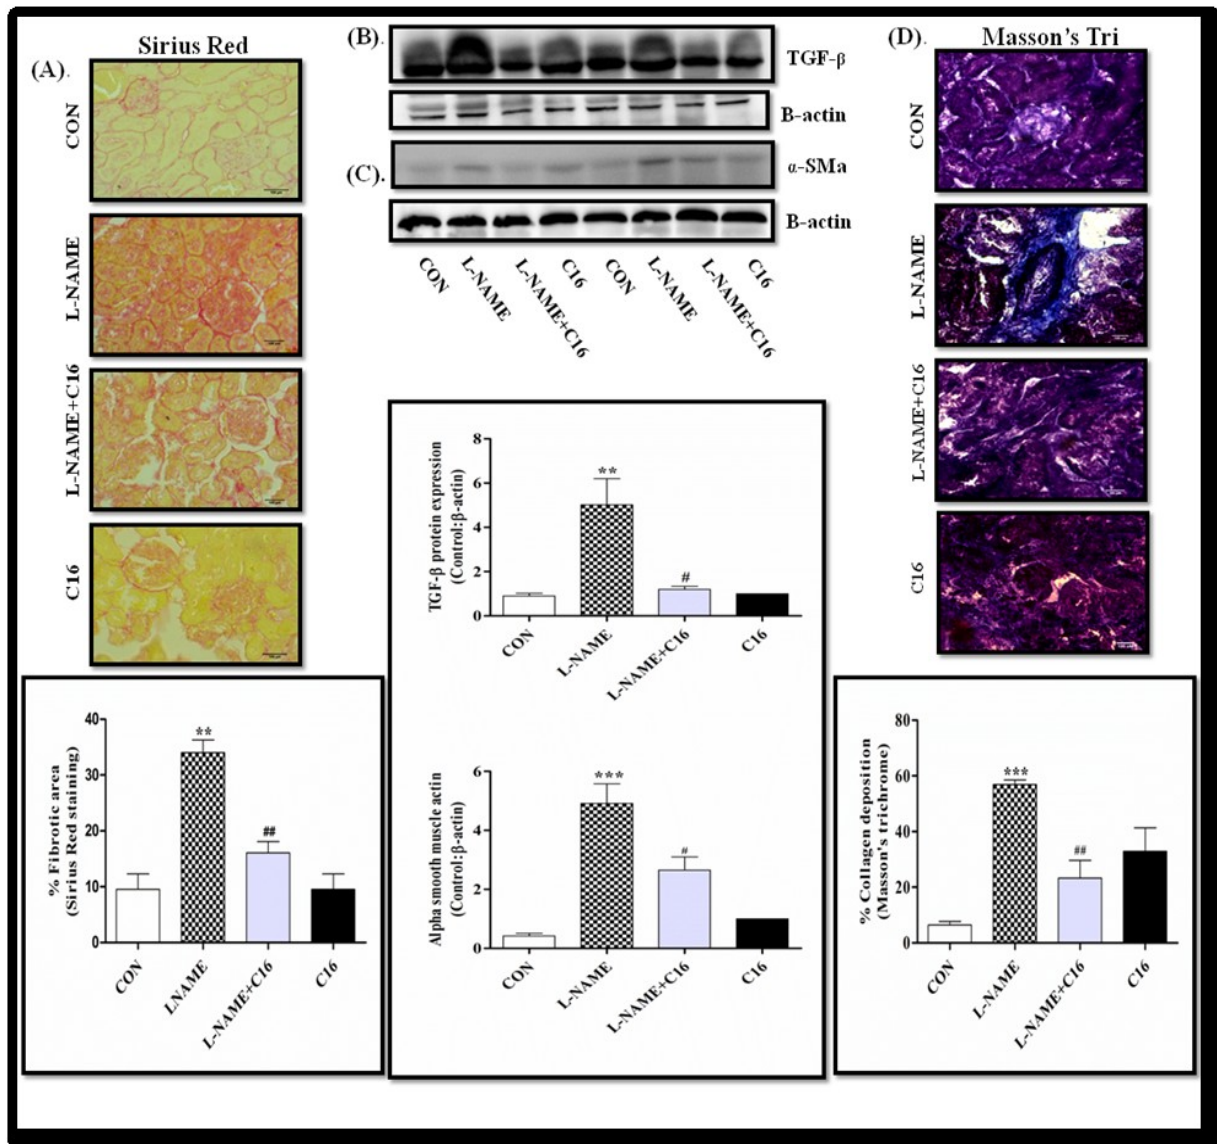 Sirius Red
(A).
CON
L-NAME
L-NAME+C16
C16
% Fibrotic area
(Sirius Red staining)
40
30
20
10
0
**
##
CON
LNAME
L-NAME+C16
C16
(B).
TGF-β
B-actin
(C).
α-SMa
B-actin
CON
L-NAME
L-NAME+C16
C16
CON
L-NAME
L-NAME+C16
C16
TGF-β protein expression
(Control:β-actin)
8
6
4
2
0
**
#
CON
L-NAME
L-NAME+C16
C16
Alpha smooth muscle actin
(Control:β-actin)
6
4
2
0
***
#
CON
L-NAME
L-NAME+C16
C16
(D).
Masson's Tri
CON
L-NAME
L-NAME+C16
C16
% Collagen deposition
(Masson's trichrome)
80
60
40
20
0
***
##
CON
L-NAME
L-NAME+C16
C16